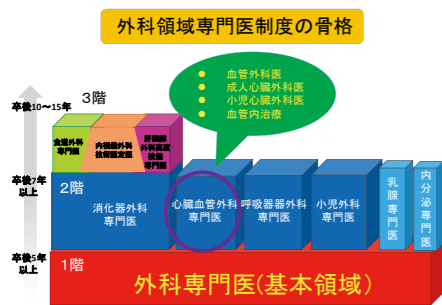 外科領域専門医制度の骨格
血管外科医
成人心臓外科医
小児心臓外科医
血管内治療
卒後10～15年
3階
食道外科
専門医
内視鏡外科
技術認定医
肝胆膵
外科高度
技能
専門医
卒後7年
以上
2階
消化器外科
専門医
心臓血管外科
専門医
呼吸器器外科
専門医
小児外科
専門医
乳腺専門医
内分泌専門医
卒後5年
以上
1階
外科専門医(基本領域)